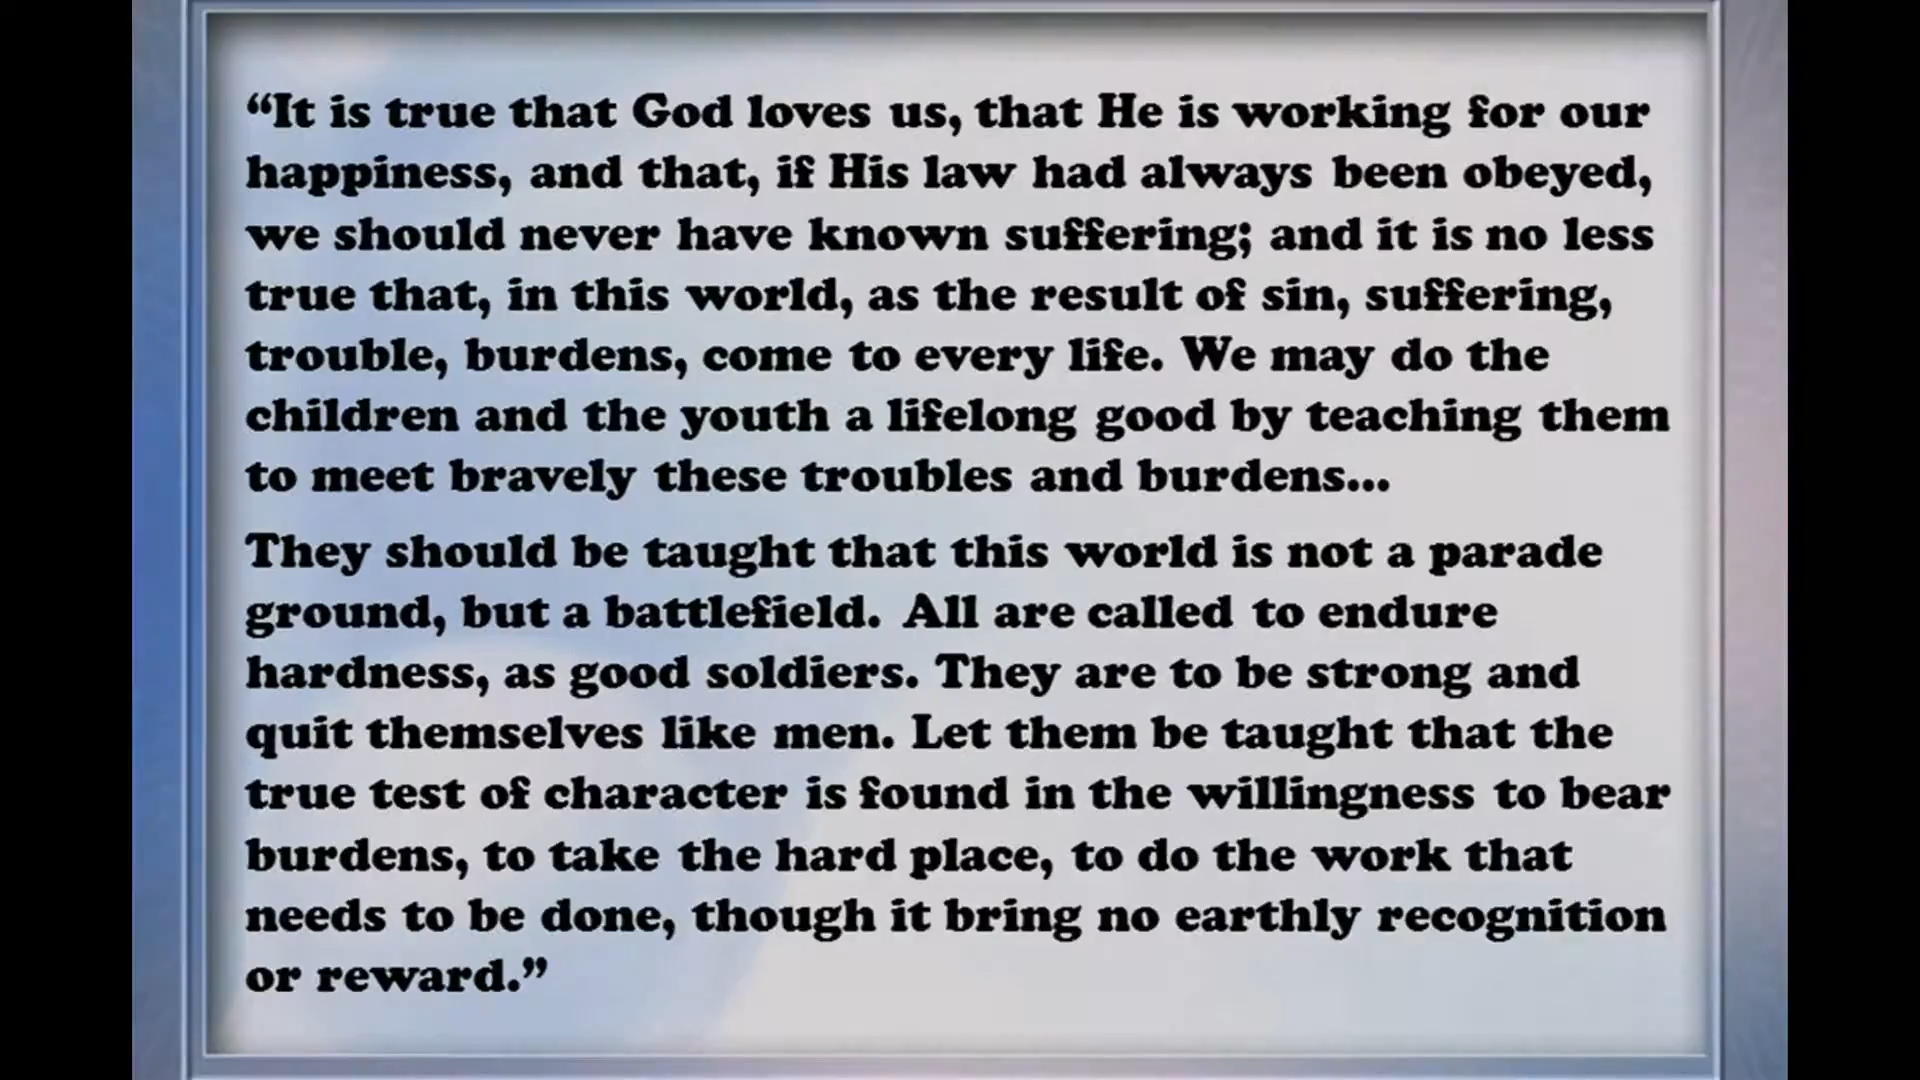 “It is true that God loves us, that He is working for our
happiness, and that, if His law had always been obeyed,
we should never have known suffering; and it is no less
true that, in this world, as the result of sin, suffering,
trouble, burdens, come to every life. We may do the
children and the youth a lifelong good by teaching them
to meet bravely these troubles and burdens...
They should be taught that this world is not a parade
ground, but a battlefield. All are called to endure
hardness, as good soldiers. They are to be strong and
quit themselves like men. Let them be taught that the
true test of character is found in the willingness to bear
burdens, to take the hard place, to do the work that
needs to be done, though it bring no earthly recognition
or reward.”